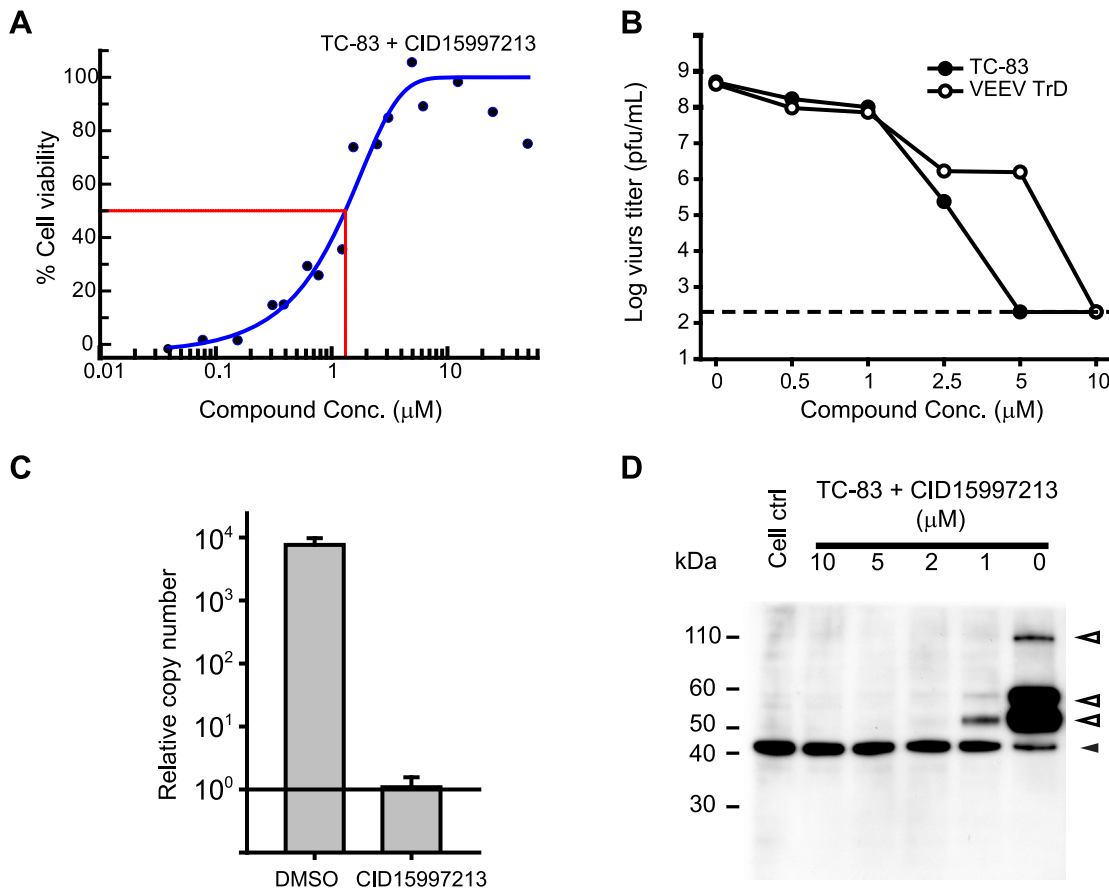 A
TC-83 + CID15997213
100
80
60
40
20
0
% Cell viability
0.01
0.1
1
10
Compound Conc. (μM)
B
TC-83
VEEV TrD
9
8
7
6
5
4
3
2
1
Log viurs titer (pfu/mL)
0
0.5
1
2.5
5
10
Compound Conc. (μM)
C
10⁴
10³
10²
10¹
10⁰
Relative copy number
DMSO
CID15997213
D
TC-83 + CID15997213
(μM)
Cell ctrl
kDa
10
5
2
1
0
110
60
50
40
30